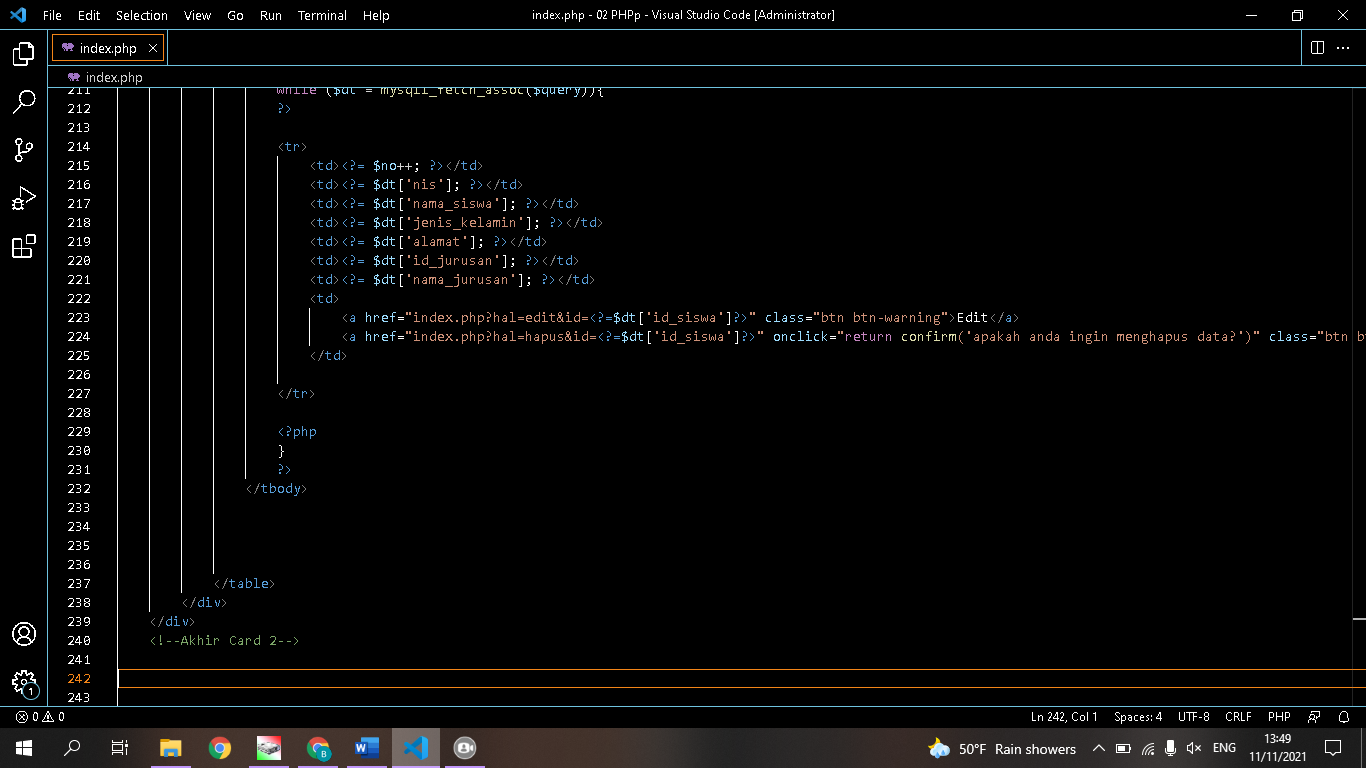 File Edit Selection View Go Run Terminal Help index.php - 02 PHPp - Visual Studio Code [Administrator]
index.php
index.php
211 while ($dt = mysqli_fetch_assoc($query)){
212 ?>
213
214 <tr>
215 <td><?= $no++; ?></td>
216 <td><?= $dt['nis']; ?></td>
217 <td><?= $dt['nama_siswa']; ?></td>
218 <td><?= $dt['jenis_kelamin']; ?></td>
219 <td><?= $dt['alamat']; ?></td>
220 <td><?= $dt['id_jurusan']; ?></td>
221 <td><?= $dt['nama_jurusan']; ?></td>
222 <td>
223 <a href="index.php?hal=edit&id=<?=$dt['id_siswa']?>" class="btn btn-warning">Edit</a>
224 <a href="index.php?hal=hapus&id=<?=$dt['id_siswa']?>" onclick="return confirm('apakah anda ingin menghapus data?')" class="btn b
225 </td>
226
227 </tr>
228
229 <?php
230 }
231 ?>
232 </tbody>
233
234
235
236
237 </table>
238 </div>
239 </div>
240 <!--Akhir Card 2-->
241
242
243
1
0 0 Ln 242, Col 1 Spaces: 4 UTF-8 CRLF PHP
50°F Rain showers ENG 13:49
11/11/2021